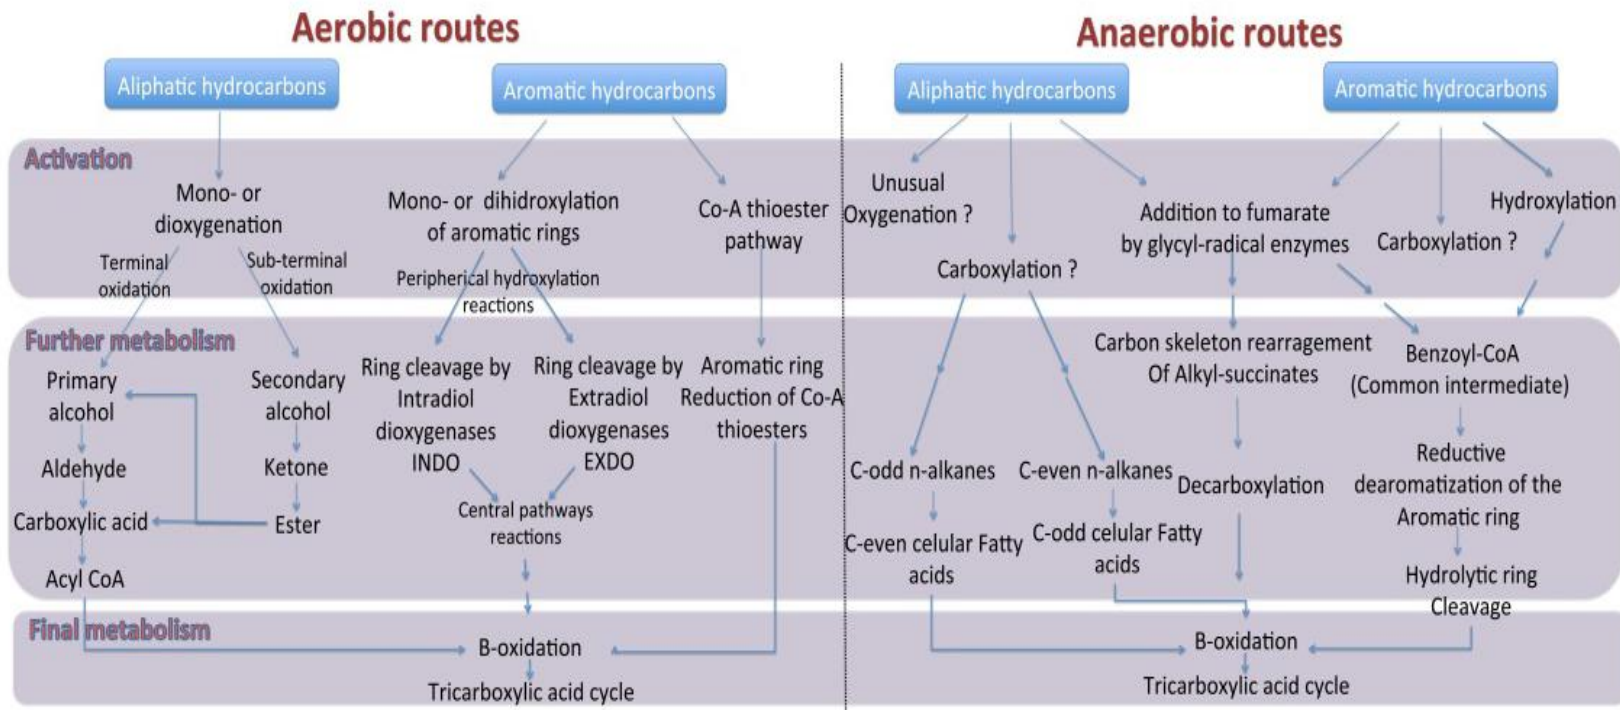 Aerobic routes
Aliphatic hydrocarbons
Aromatic hydrocarbons
Activation
Mono- or
dioxygenation
Terminal
oxidation
Sub-terminal
oxidation
Mono- or dihidroxylation
of aromatic rings
Peripherical hydroxylation
reactions
Co-A thioester
pathway
Further metabolism
Primary
alcohol
Aldehyde
Carboxylic acid
Acyl CoA
Secondary
alcohol
Ketone
Ester
Ring cleavage by
Intradiol
dioxygenases
INDO
Ring cleavage by
Extradiol
dioxygenases
EXDO
Central pathways
reactions
Aromatic ring
Reduction of Co-A
thioesters
Final metabolism
B-oxidation
Tricarboxylic acid cycle
Anaerobic routes
Aliphatic hydrocarbons
Aromatic hydrocarbons
Unusual
Oxygenation ?
Carboxylation ?
Addition to fumarate
by glycyl-radical enzymes
Carboxylation ?
Hydroxylation
C-odd n-alkanes
C-even celular Fatty
acids
C-even n-alkanes
C-odd celular Fatty
acids
Carbon skeleton rearragement
Of Alkyl-succinates
Decarboxylation
Benzoyl-CoA
(Common intermediate)
Reductive
dearomatization of the
Aromatic ring
Hydrolytic ring
Cleavage
B-oxidation
Tricarboxylic acid cycle